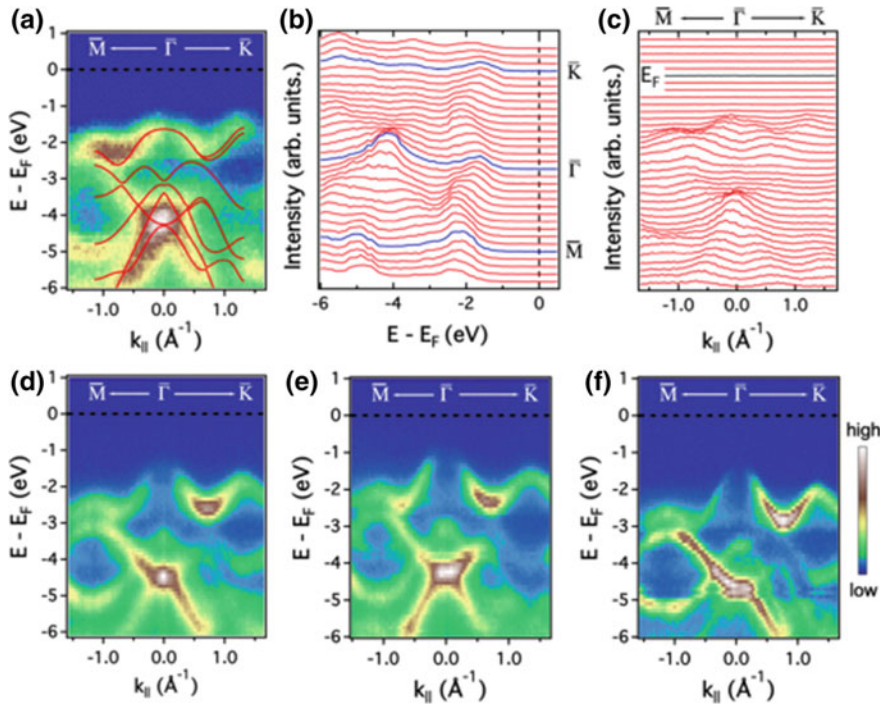 (a) M̄ ← Γ̄ → K̄
1
0
-1
-2
-3
-4
-5
-6
E - E_F (eV)
-1.0 0.0 1.0
k_|| (Å⁻¹)
(b)
Intensity (arb. units.)
K̄
Γ̄
M̄
-6 -4 -2 0
E - E_F (eV)
(c) M̄ ← Γ̄ → K̄
E_F
Intensity (arb. units.)
-1.0 0.0 1.0
k_|| (Å⁻¹)
(d) M̄ ← Γ̄ → K̄
1
0
-1
-2
-3
-4
-5
-6
E - E_F (eV)
-1.0 0.0 1.0
k_|| (Å⁻¹)
(e) M̄ ← Γ̄ → K̄
1
0
-1
-2
-3
-4
-5
-6
E - E_F (eV)
-1.0 0.0 1.0
k_|| (Å⁻¹)
(f) M̄ ← Γ̄ → K̄
1
0
-1
-2
-3
-4
-5
-6
E - E_F (eV)
-1.0 0.0 1.0
k_|| (Å⁻¹)
high
low